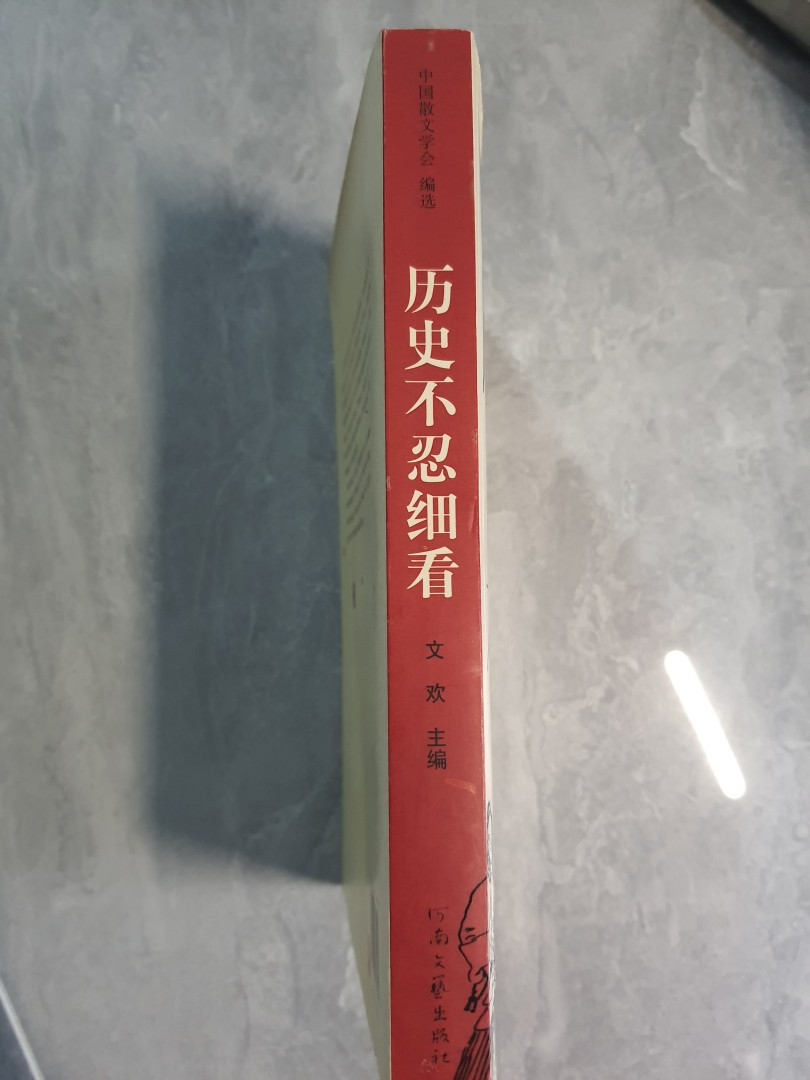 中国散文学会 编选
历史不忍细看
文欢 主编
河南文艺出版社